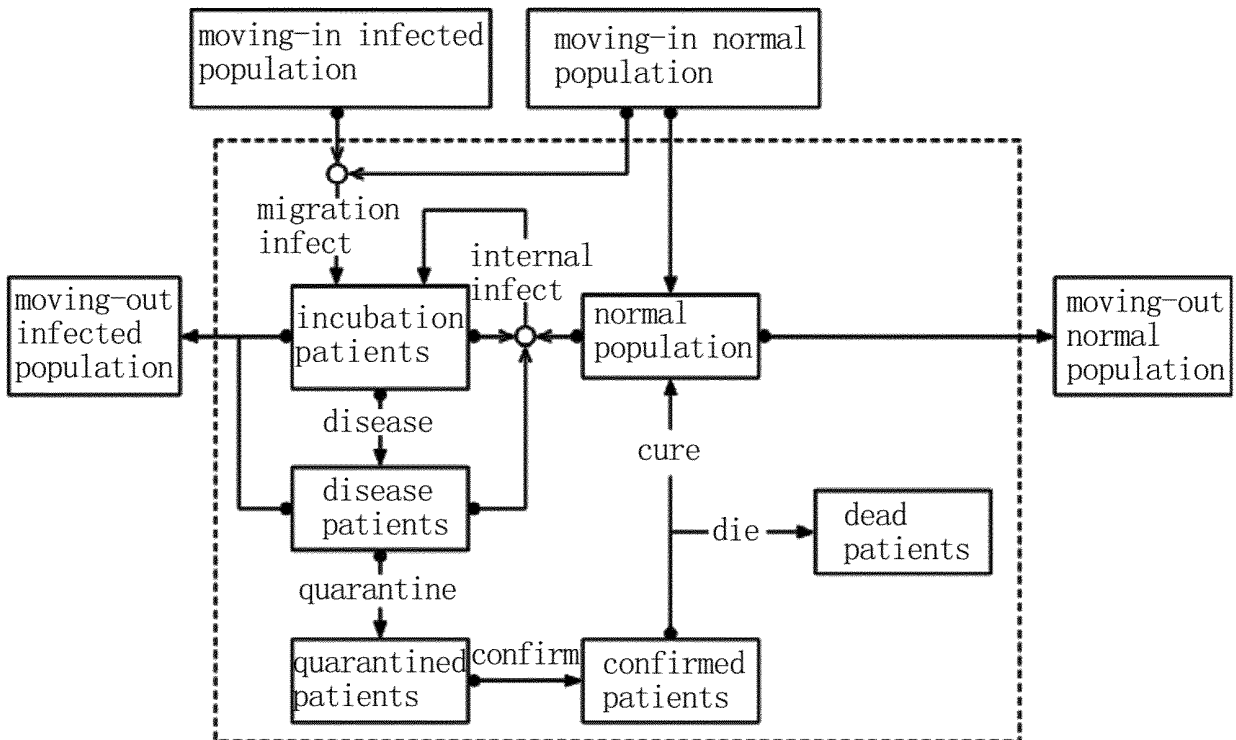 moving-in infected
population
moving-in normal
population
migration
infect
internal
infect
moving-out
infected
population
incubation
patients
normal
population
moving-out
normal
population
disease
cure
disease
patients
die
dead
patients
quarantine
quarantined
patients
confirm
confirmed
patients